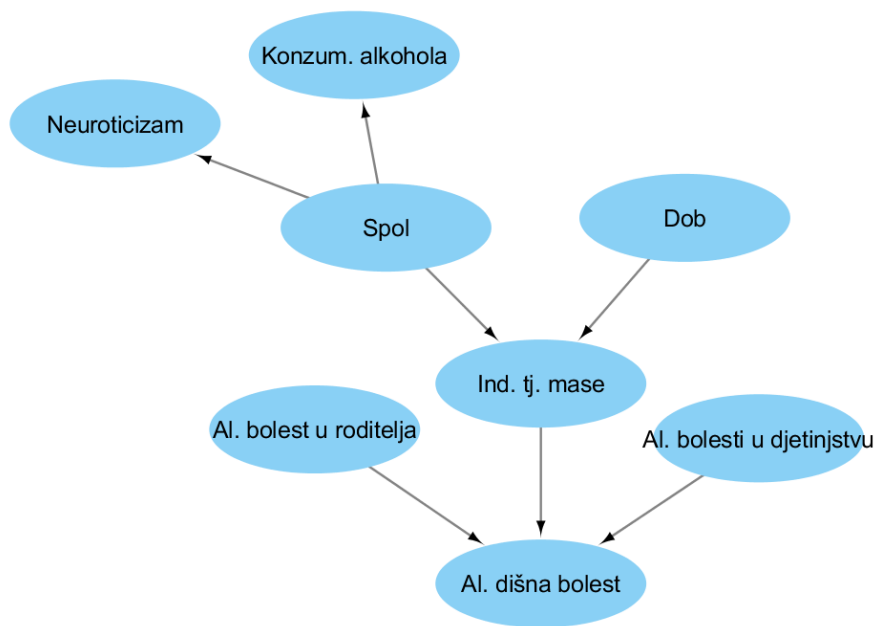 Konzum. alkohola
Neuroticizam
Spol
Dob
Ind. tj. mase
Al. bolest u roditelja
Al. bolesti u djetinjstvu
Al. dišna bolest